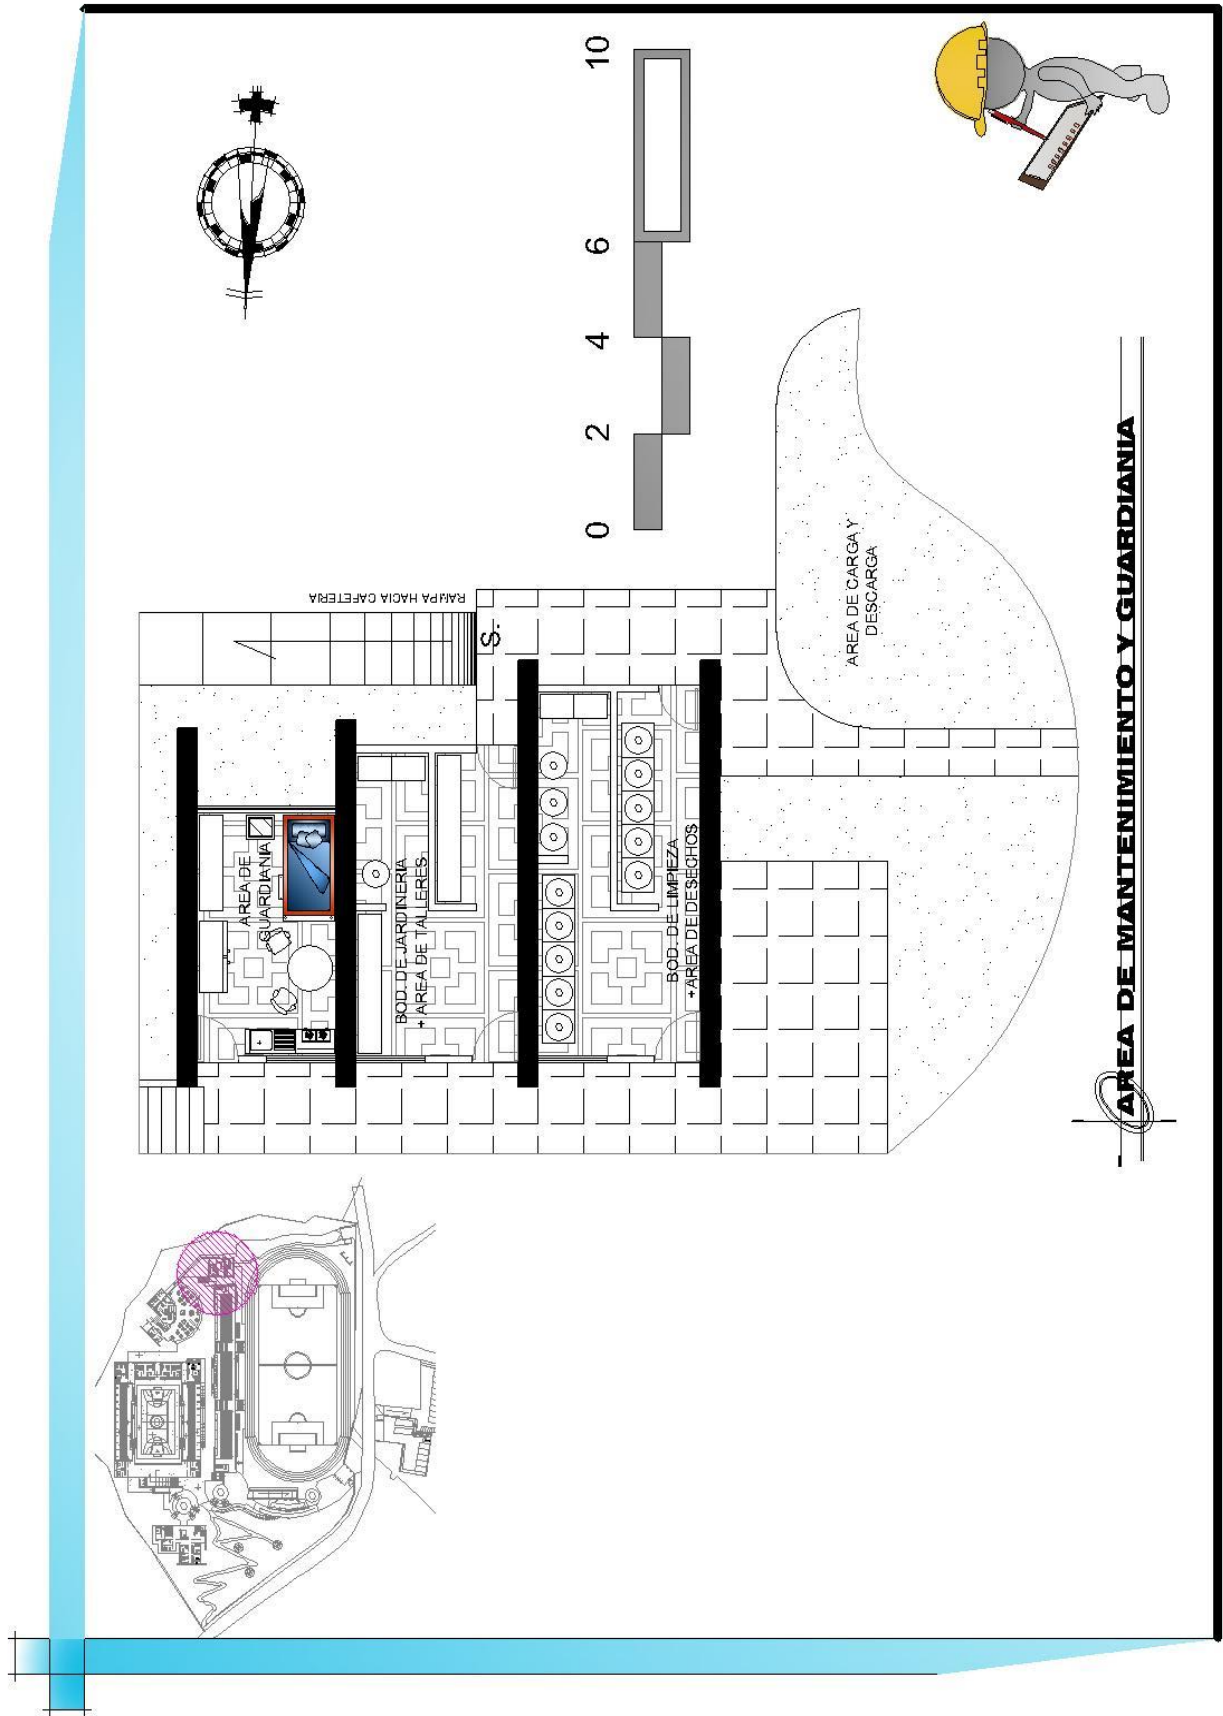 0 2 4 6 10
RAMPA HACIA CAFETERIA
S.
AREA DE
GUARDIANIA
BOD. DE JARDINERIA
+ AREA DE TALLERES
BOD. DE LIMPIEZA
+AREA DE DESECHOS
AREA DE CARGA Y
DESCARGA
AREA DE MANTENIMIENTO Y GUARDIANIA